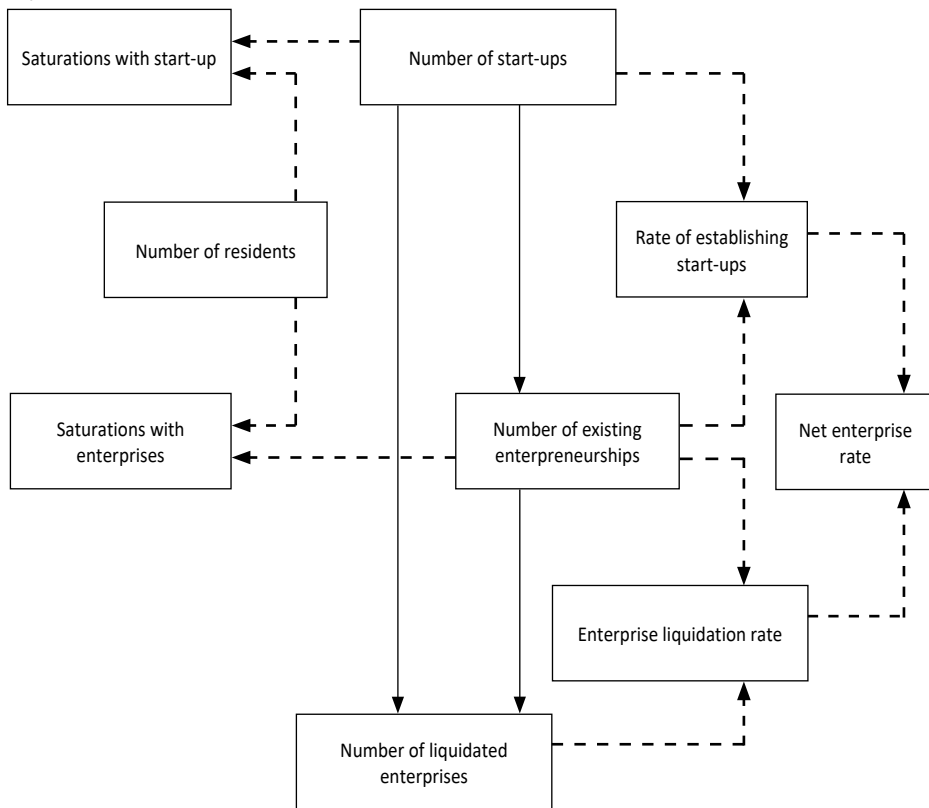 Saturations with start-up
Number of start-ups
Number of residents
Rate of establishing
start-ups
Saturations with
enterprises
Number of existing
enterpreneurships
Net enterprise
rate
Enterprise liquidation rate
Number of liquidated
enterprises